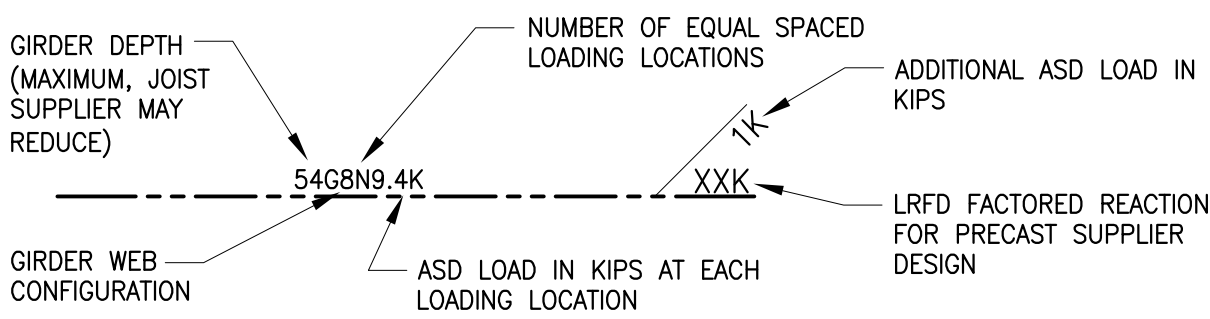 GIRDER DEPTH
(MAXIMUM, JOIST
SUPPLIER MAY
REDUCE)
NUMBER OF EQUAL SPACED
LOADING LOCATIONS
ADDITIONAL ASD LOAD IN
KIPS
1K
54G8N9.4K
XXK
LRFD FACTORED REACTION
FOR PRECAST SUPPLIER
DESIGN
GIRDER WEB
CONFIGURATION
ASD LOAD IN KIPS AT EACH
LOADING LOCATION